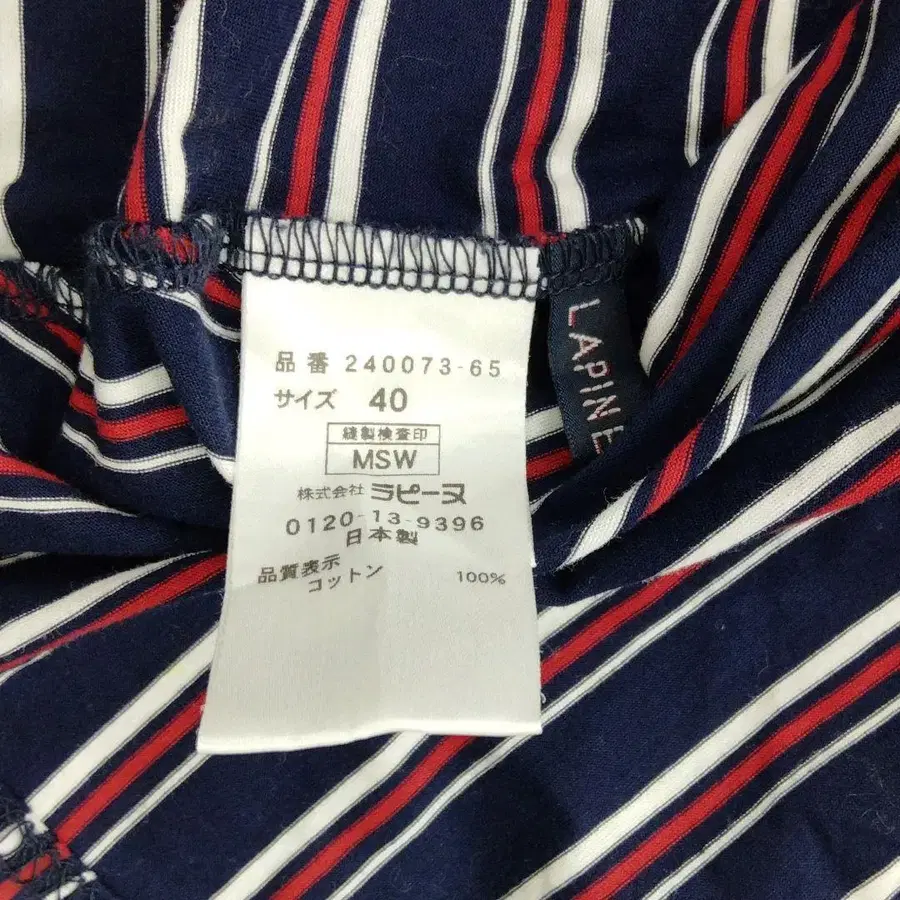 品番 240073-65
サイズ 40
縫製検査印
MSW
株式会社 ラピーヌ
0120-13-9396
日本製
品質表示
コットン 100%
LAPINE